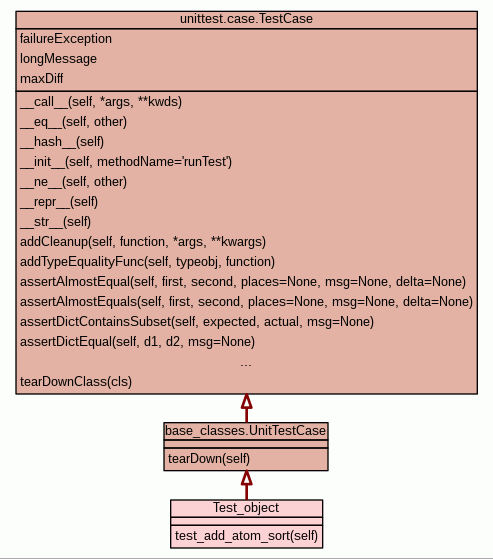 unittest.case.TestCase
failureException
longMessage
maxDiff
__call__(self, *args, **kwds)
__eq__(self, other)
__hash__(self)
__init__(self, methodName='runTest')
__ne__(self, other)
__repr__(self)
__str__(self)
addCleanup(self, function, *args, **kwargs)
addTypeEqualityFunc(self, typeobj, function)
assertAlmostEqual(self, first, second, places=None, msg=None, delta=None)
assertAlmostEquals(self, first, second, places=None, msg=None, delta=None)
assertDictContainsSubset(self, expected, actual, msg=None)
assertDictEqual(self, d1, d2, msg=None)
...
tearDownClass(cls)
base_classes.UnitTestCase
tearDown(self)
Test_object
test_add_atom_sort(self)